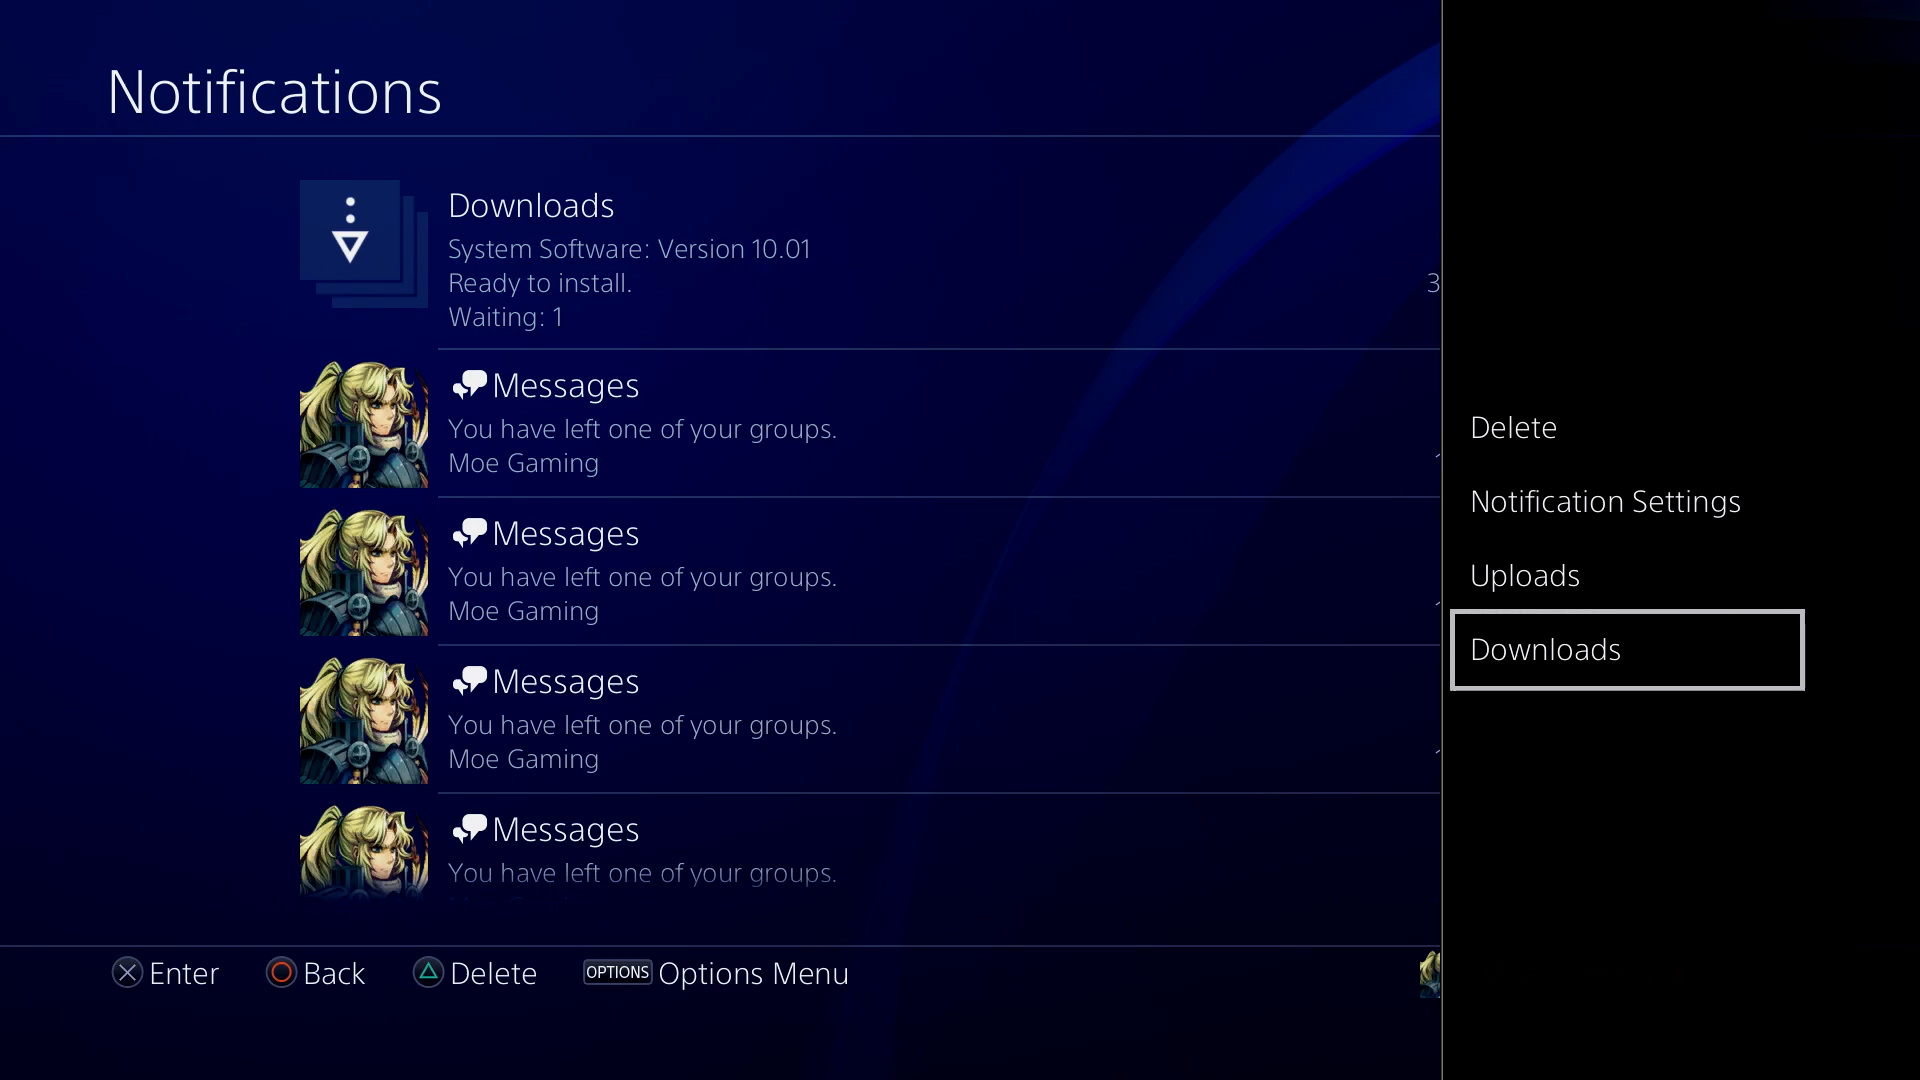 Notifications
Downloads
System Software: Version 10.01
Ready to install.
3
Waiting: 1
Messages
You have left one of your groups.
Moe Gaming
Messages
You have left one of your groups.
Moe Gaming
Messages
You have left one of your groups.
Moe Gaming
Messages
You have left one of your groups.
Enter
Back
Delete
OPTIONS Options Menu
Delete
Notification Settings
Uploads
Downloads